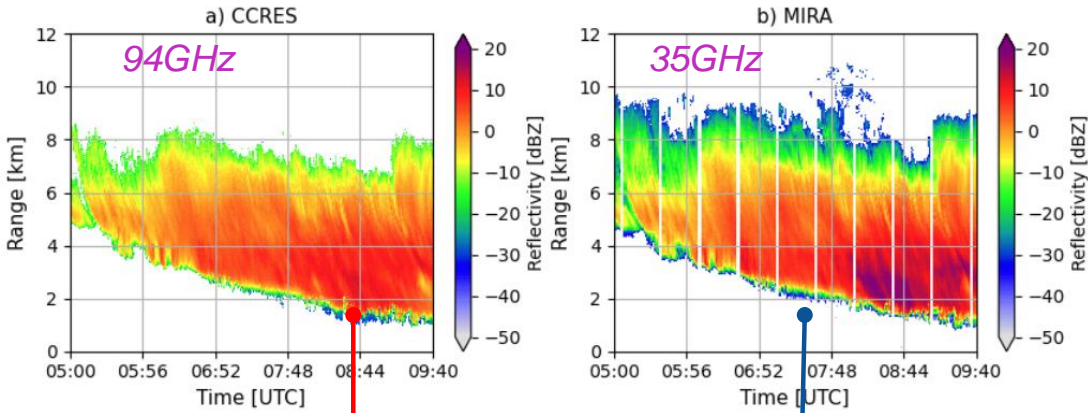 a) CCRES
94GHz
Range [km]
12
10
8
6
4
2
0
05:00 05:56 06:52 07:48 08:44 09:40
Time [UTC]
20
10
0
−10
−20
−30
−40
−50
Reflectivity [dBZ]
b) MIRA
35GHz
Range [km]
12
10
8
6
4
2
0
05:00 05:56 06:52 07:48 08:44 09:40
Time [UTC]
20
10
0
−10
−20
−30
−40
−50
Reflectivity [dBZ]